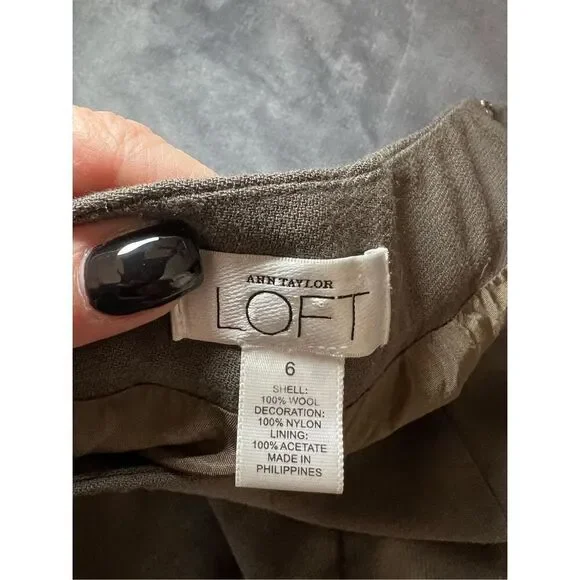 ANN TAYLOR
LOFT
6
SHELL:
100% WOOL
DECORATION:
100% NYLON
LINING:
100% ACETATE
MADE IN
PHILIPPINES